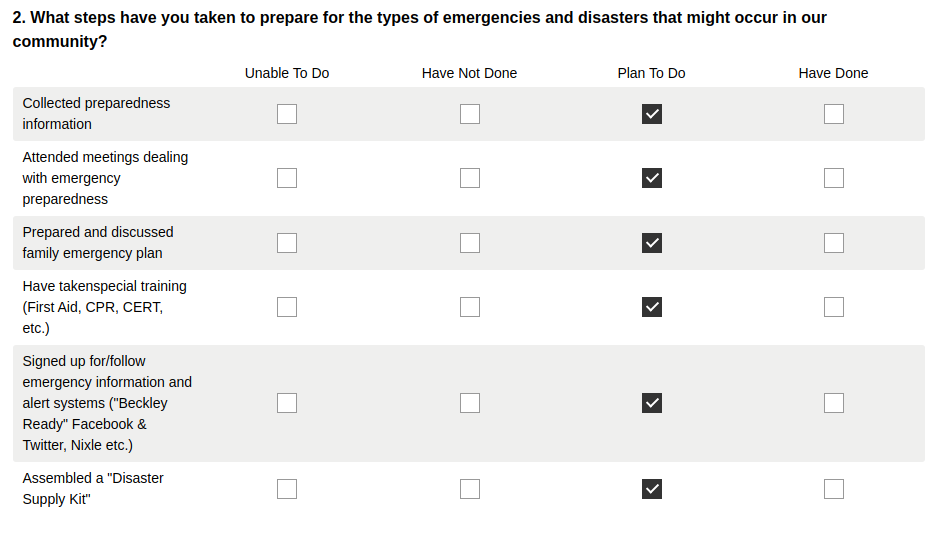 2. What steps have you taken to prepare for the types of emergencies and disasters that might occur in our
community?
Unable To Do Have Not Done Plan To Do Have Done
Collected preparedness
information
Attended meetings dealing
with emergency
preparedness
Prepared and discussed
family emergency plan
Have takenspecial training
(First Aid, CPR, CERT,
etc.)
Signed up for/follow
emergency information and
alert systems ("Beckley
Ready" Facebook &
Twitter, Nixle etc.)
Assembled a "Disaster
Supply Kit"